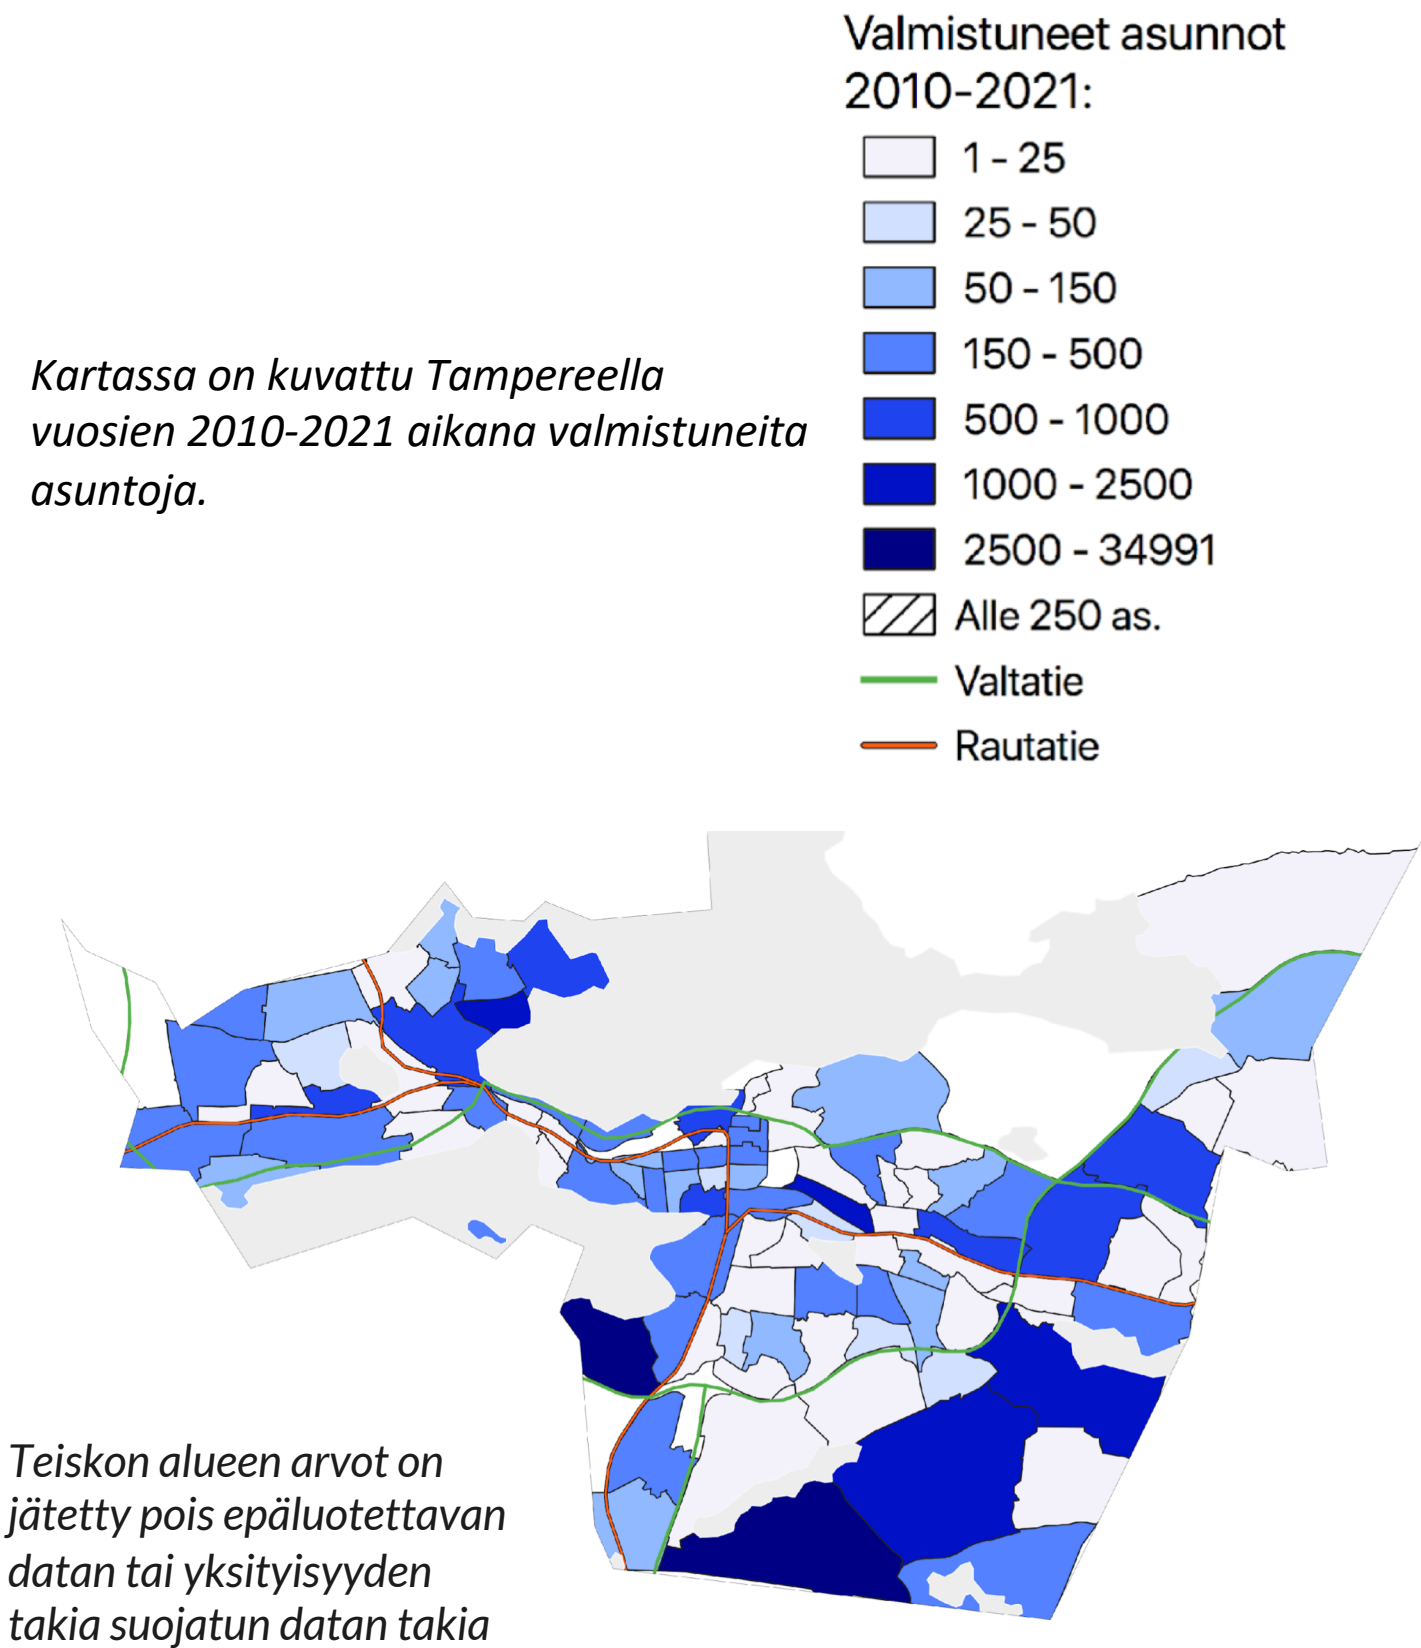 Valmistuneet asunnot
2010-2021:
1 - 25
25 - 50
50 - 150
150 - 500
500 - 1000
1000 - 2500
2500 - 34991
Alle 250 as.
Valtatie
Rautatie
Kartassa on kuvattu Tampereella
vuosien 2010-2021 aikana valmistuneita
asuntoja.
Teiskon alueen arvot on
jätetty pois epäluotettavan
datan tai yksityisyyden
takia suojatun datan takia